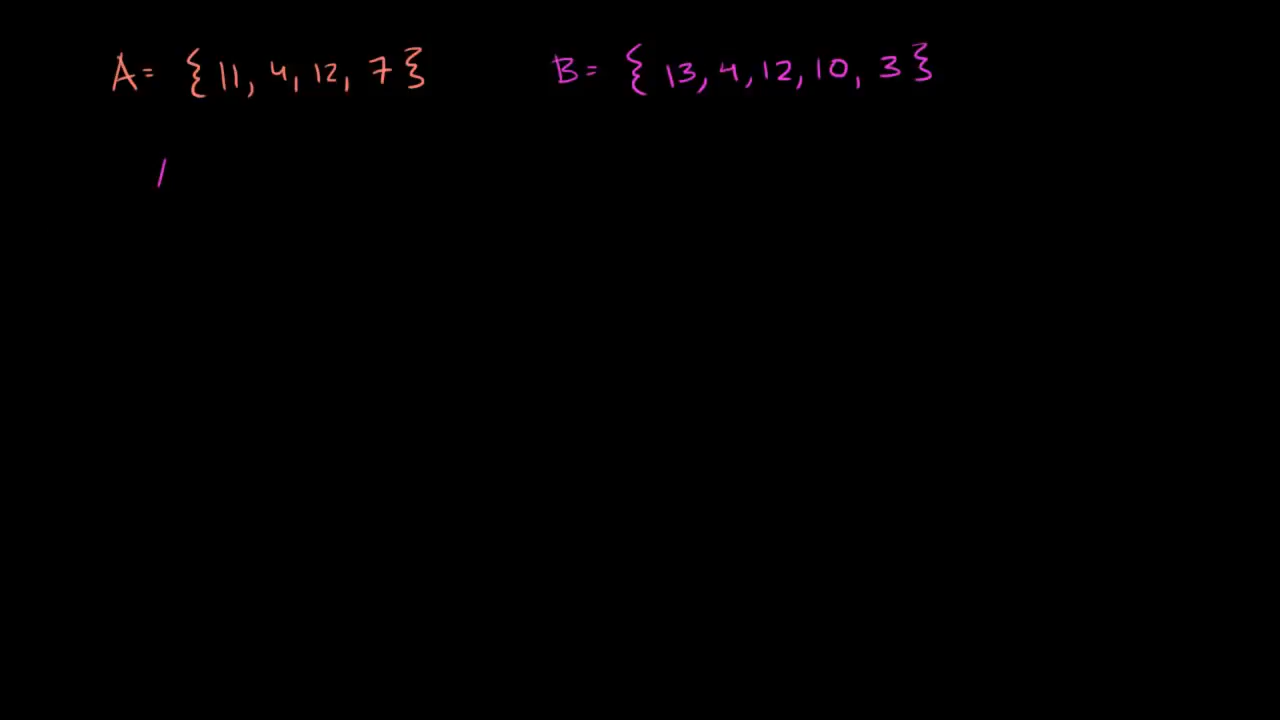 A = { 11, 4, 12, 7 } B = { 13, 4, 12, 10, 3 }
/